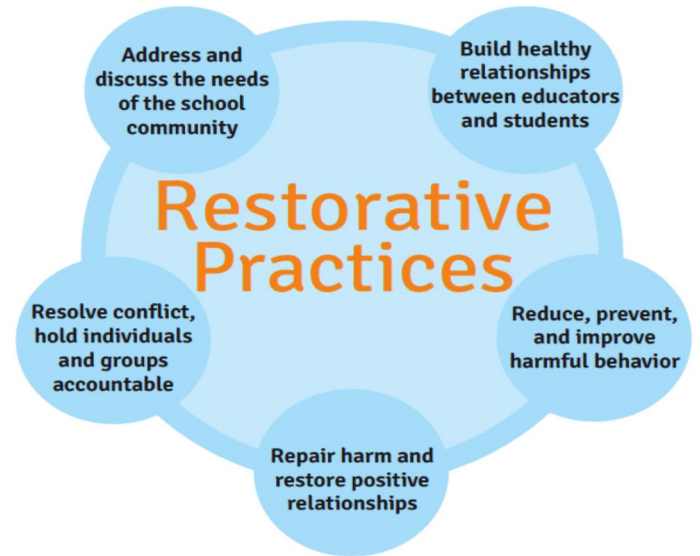 Address and
discuss the needs
of the school
community
Build healthy
relationships
between educators
and students
Restorative
Practices
Resolve conflict,
hold individuals
and groups
accountable
Reduce, prevent,
and improve
harmful behavior
Repair harm and
restore positive
relationships